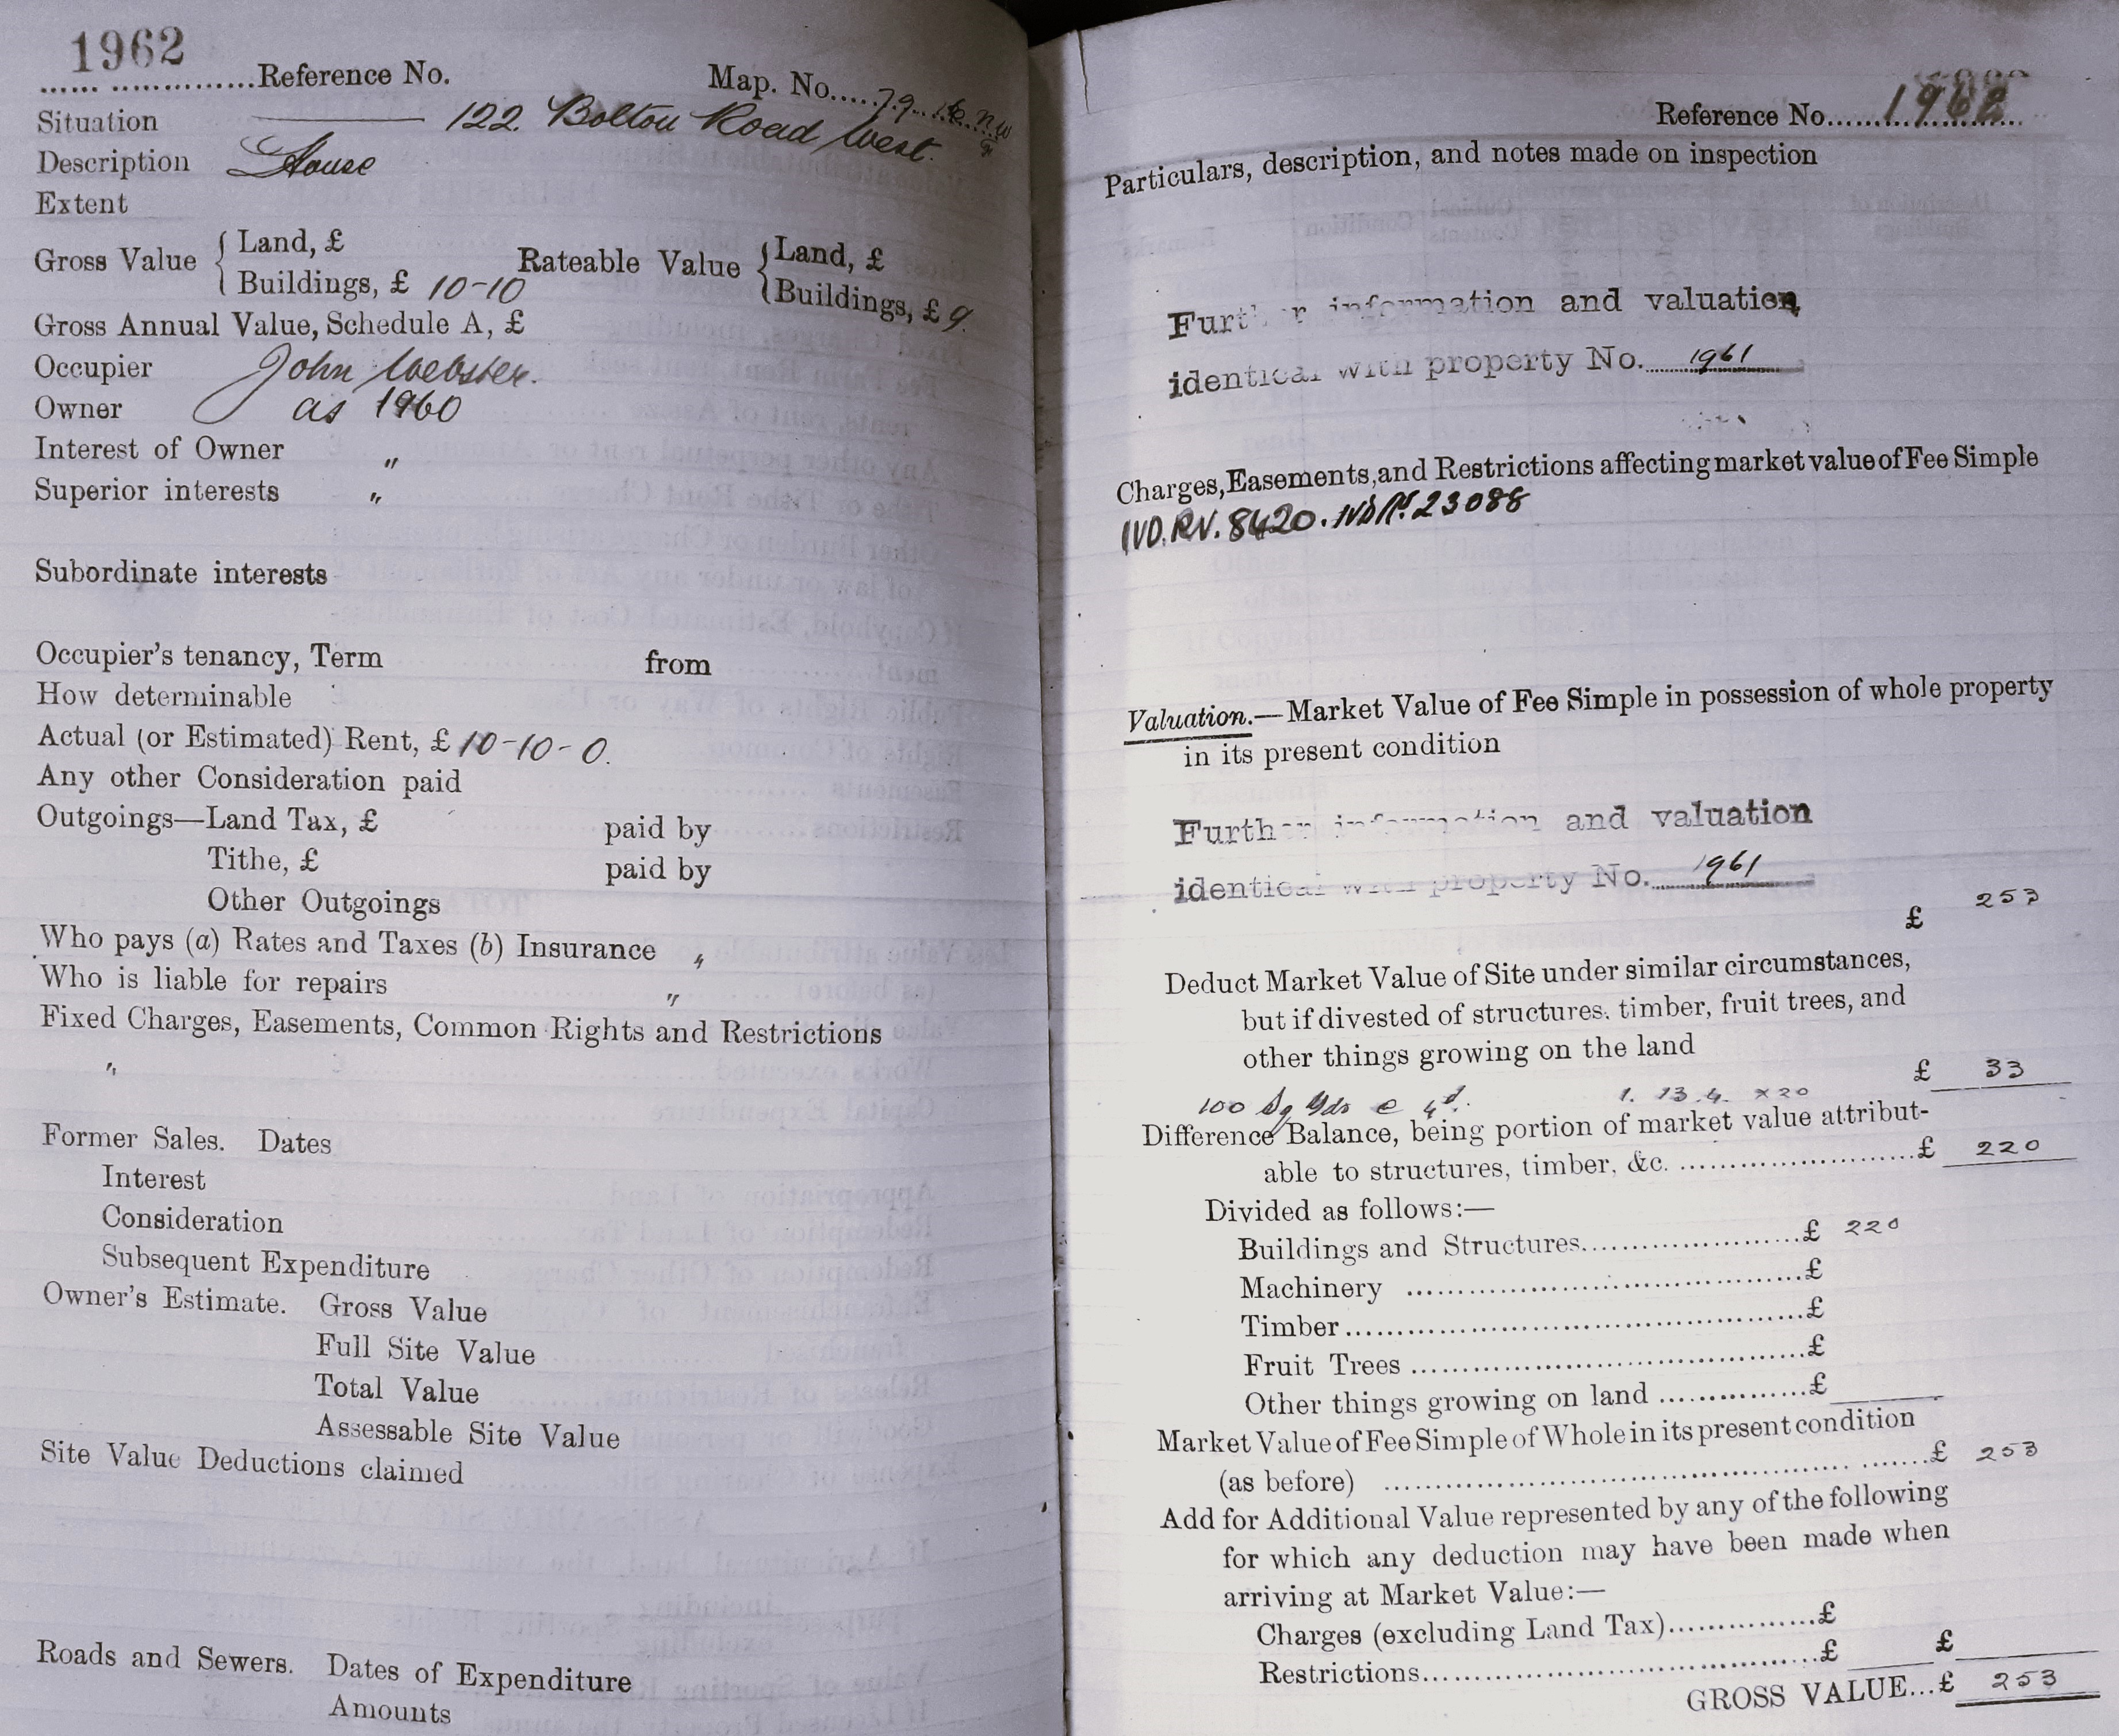 1962
...... ...............Reference No. Map. No.....79.16.NW
Situation 122. Bolton Road West.
Description House
Extent
Gross Value { Land, £ Rateable Value { Land, £
Buildings, £ 10-10 Buildings, £ 9.
Gross Annual Value, Schedule A, £
Occupier John Webster.
Owner as 1960
Interest of Owner "
Superior interests "
Subordinate interests
Occupier's tenancy, Term from
How determinable
Actual (or Estimated) Rent, £ 10-10-0.
Any other Consideration paid
Outgoings—Land Tax, £ paid by
Tithe, £ paid by
Other Outgoings
Who pays (a) Rates and Taxes (b) Insurance "
Who is liable for repairs "
Fixed Charges, Easements, Common Rights and Restrictions
"
Former Sales. Dates
Interest
Consideration
Subsequent Expenditure
Owner's Estimate. Gross Value
Full Site Value
Total Value
Assessable Site Value
Site Value Deductions claimed
Roads and Sewers. Dates of Expenditure
Amounts
Reference No......1962
Particulars, description, and notes made on inspection
Further information and valuation
identical with property No. 1961
Charges, Easements, and Restrictions affecting market value of Fee Simple
IVD. RV. 8420. 23088
Valuation.—Market Value of Fee Simple in possession of whole property
in its present condition
Further information and valuation
identical with property No. 1961
£ 253
Deduct Market Value of Site under similar circumstances,
but if divested of structures, timber, fruit trees, and
other things growing on the land
£ 33
100 Sq Yds @ 4d. 1. 13. 4. x 20
Difference Balance, being portion of market value attribut-
able to structures, timber, &c. ........................£ 220
Divided as follows:—
Buildings and Structures........................£ 220
Machinery ........................£
Timber........................£
Fruit Trees ........................£
Other things growing on land ...............£
Market Value of Fee Simple of Whole in its present condition
(as before) ........................£ 253
Add for Additional Value represented by any of the following
for which any deduction may have been made when
arriving at Market Value:—
Charges (excluding Land Tax)...............£
Restrictions........................£ £
GROSS VALUE...£ 253